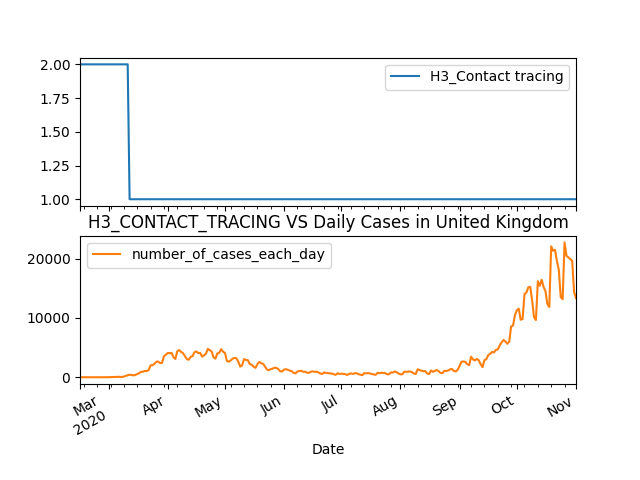 2.00
H3_Contact tracing
1.75
1.50
1.25
1.00
H3_CONTACT_TRACING VS Daily Cases in United Kingdom
number_of_cases_each_day
20000
10000
0
Mar
2020
Apr
May
Jun
Jul
Aug
Sep
Oct
Nov
Date